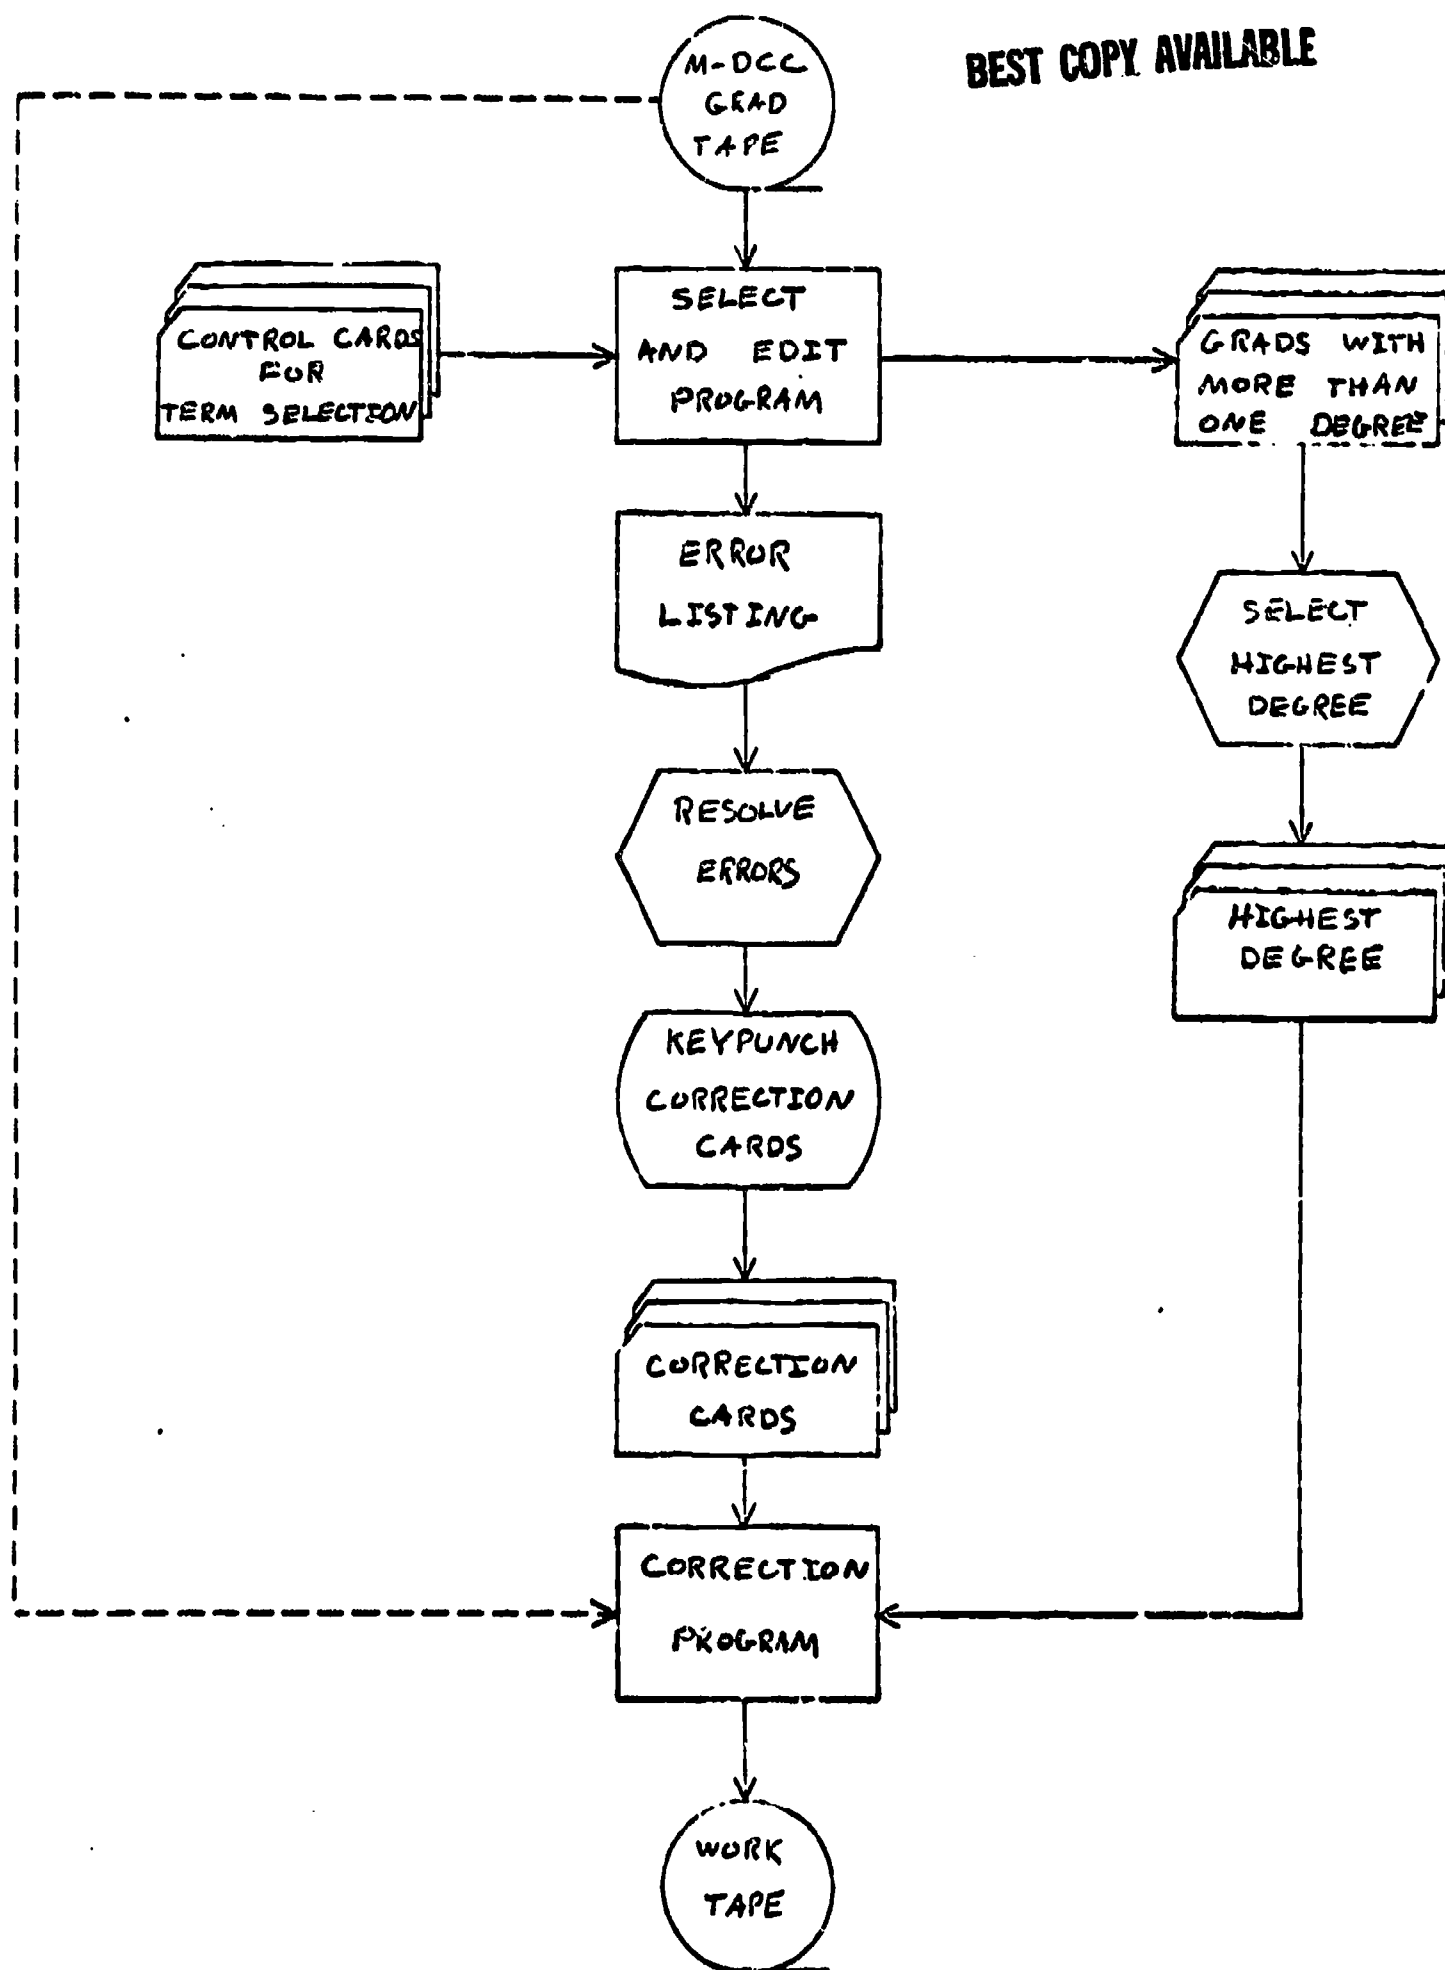 BEST COPY AVAILABLE
M-DCC
GRAD
TAPE
CONTROL CARDS
FOR
TERM SELECTION
SELECT
AND EDIT
PROGRAM
GRADS WITH
MORE THAN
ONE DEGREE
ERROR
LISTING
SELECT
HIGHEST
DEGREE
RESOLVE
ERRORS
HIGHEST
DEGREE
KEYPUNCH
CORRECTION
CARDS
CORRECTION
CARDS
CORRECTION
PROGRAM
WORK
TAPE